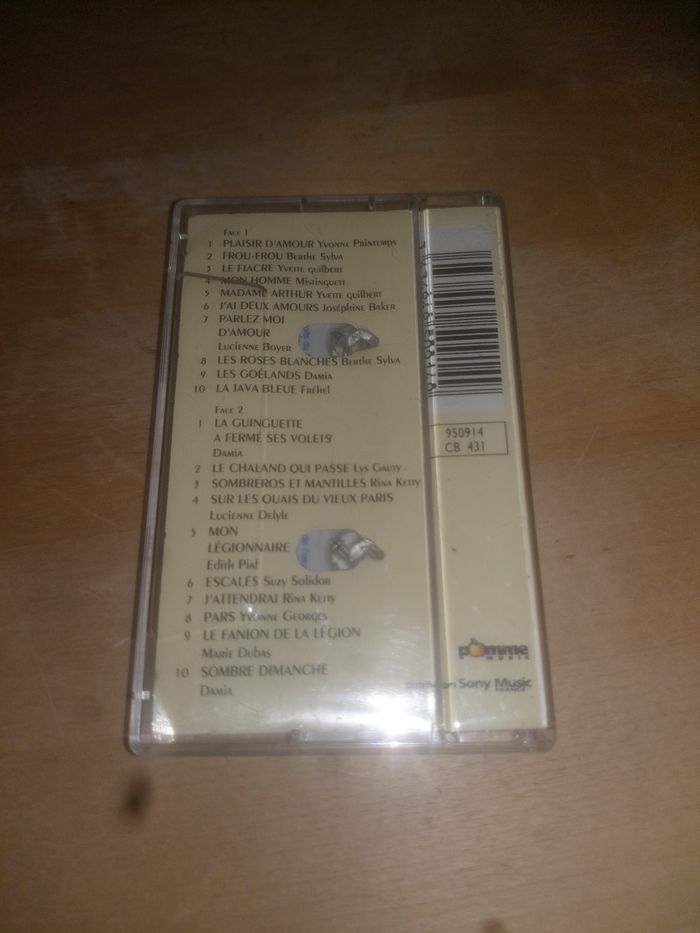 FACE 1
1 PLAISIR D'AMOUR Yvonne Printemps
2 FROU-FROU Berthe Sylva
3 LE FIACRE Yvette Guilbert
4 MON HOMME Mistinguett
5 MADAME ARTHUR Yvette Guilbert
6 J'AI DEUX AMOURS Joséphine Baker
7 PARLEZ MOI
D'AMOUR
Lucienne Boyer
8 LES ROSES BLANCHES Berthe Sylva
9 LES GOÉLANDS Damia
10 LA JAVA BLEUE Fréhel
FACE 2
1 LA GUINGUETTE
A FERMÉ SES VOLETS
Damia
2 LE CHALAND QUI PASSE Lys Gauty
3 SOMBREROS ET MANTILLES Rina Ketty
4 SUR LES QUAIS DU VIEUX PARIS
Lucienne Delyle
5 MON
LÉGIONNAIRE
Edith Piaf
6 ESCALES Suzy Solidor
7 J'ATTENDRAI Rina Ketty
8 PARS Yvonne Georges
9 LE FANION DE LA LÉGION
Marie Dubas
10 SOMBRE DIMANCHE
Damia
950914
CB 431
pomme
MUSIC
Sony Music
FRANCE